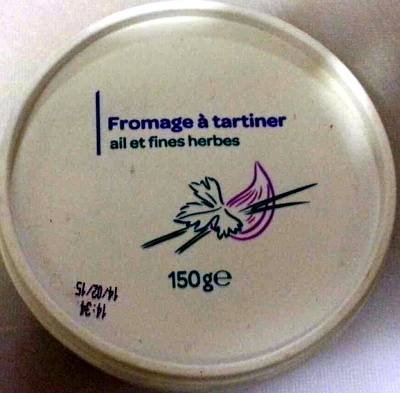 Fromage à tartiner
ail et fines herbes
150g℮
14/02/15
14:34